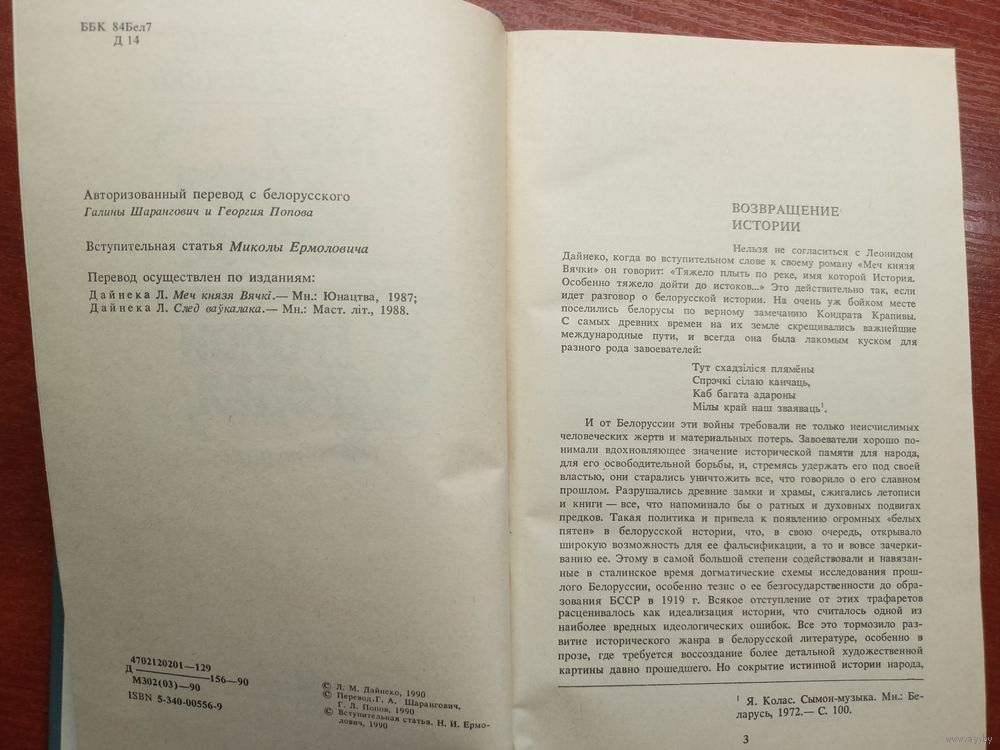 ББК 84Бел7
Д 14
Авторизованный перевод с белорусского
Галины Шарангович и Георгия Попова
Вступительная статья Миколы Ермоловича
Перевод осуществлен по изданиям:
Дайнека Л. Меч князя Вячкі.— Мн.: Юнацтва, 1987;
Дайнека Л. След ваўкалака.— Мн.: Маст. літ., 1988.
4702120201—129
Д ——— 156—90
М302(03)—90
ISBN 5-340-00556-9
© Л. М. Дайнеко, 1990
© Перевод. Г. А. Шарангович,
Г. Л. Попов, 1990
© Вступительная статья. Н. И. Ермо-
лович, 1990
ВОЗВРАЩЕНИЕ
ИСТОРИИ
Нельзя не согласиться с Леонидом
Дайнеко, когда во вступительном слове к своему роману «Меч князя
Вячки» он говорит: «Тяжело плыть по реке, имя которой История.
Особенно тяжело дойти до истоков...» Это действительно так, если
идет разговор о белорусской истории. На очень уж бойком месте
поселились белорусы по верному замечанию Кондрата Крапивы.
С самых древних времен на их земле скрещивались важнейшие
международные пути, и всегда она была лакомым куском для
разного рода завоевателей:
Тут схадзіліся плямёны
Спрэчкі сілаю канчаць,
Каб багата адароны
Мілы край наш зваяваць¹.
И от Белоруссии эти войны требовали не только неисчислимых
человеческих жертв и материальных потерь. Завоеватели хорошо по-
нимали вдохновляющее значение исторической памяти для народа,
для его освободительной борьбы, и, стремясь удержать его под своей
властью, они старались уничтожить все, что говорило о его славном
прошлом. Разрушались древние замки и храмы, сжигались летописи
и книги — все, что напоминало бы о ратных и духовных подвигах
предков. Такая политика и привела к появлению огромных «белых
пятен» в белорусской истории, что, в свою очередь, открывало
широкую возможность для ее фальсификации, а то и вовсе зачерки-
ванию ее. Этому в самой большой степени содействовали и навязан-
ные в сталинское время догматические схемы исследования прош-
лого Белоруссии, особенно тезис о ее безгосударственности до об-
разования БССР в 1919 г. Всякое отступление от этих трафаретов
расценивалось как идеализация истории, что считалось одной из
наиболее вредных идеологических ошибок. Все это тормозило раз-
витие исторического жанра в белорусской литературе, особенно в
прозе, где требуется воссоздание более детальной художественной
картины давно прошедшего. Но сокрытие истинной истории народа,
¹ Я. Колас. Сымон-музыка. Мн.: Бе-
ларусь, 1972.— С. 100.
3
www.ay.by